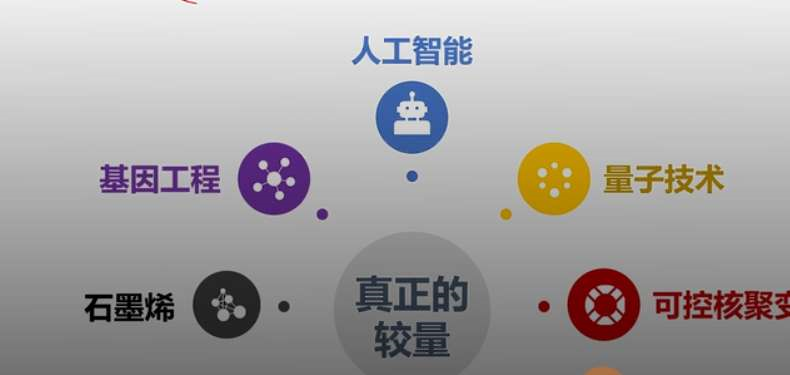 人工智能
基因工程
量子技术
真正的
较量
石墨烯
可控核聚变